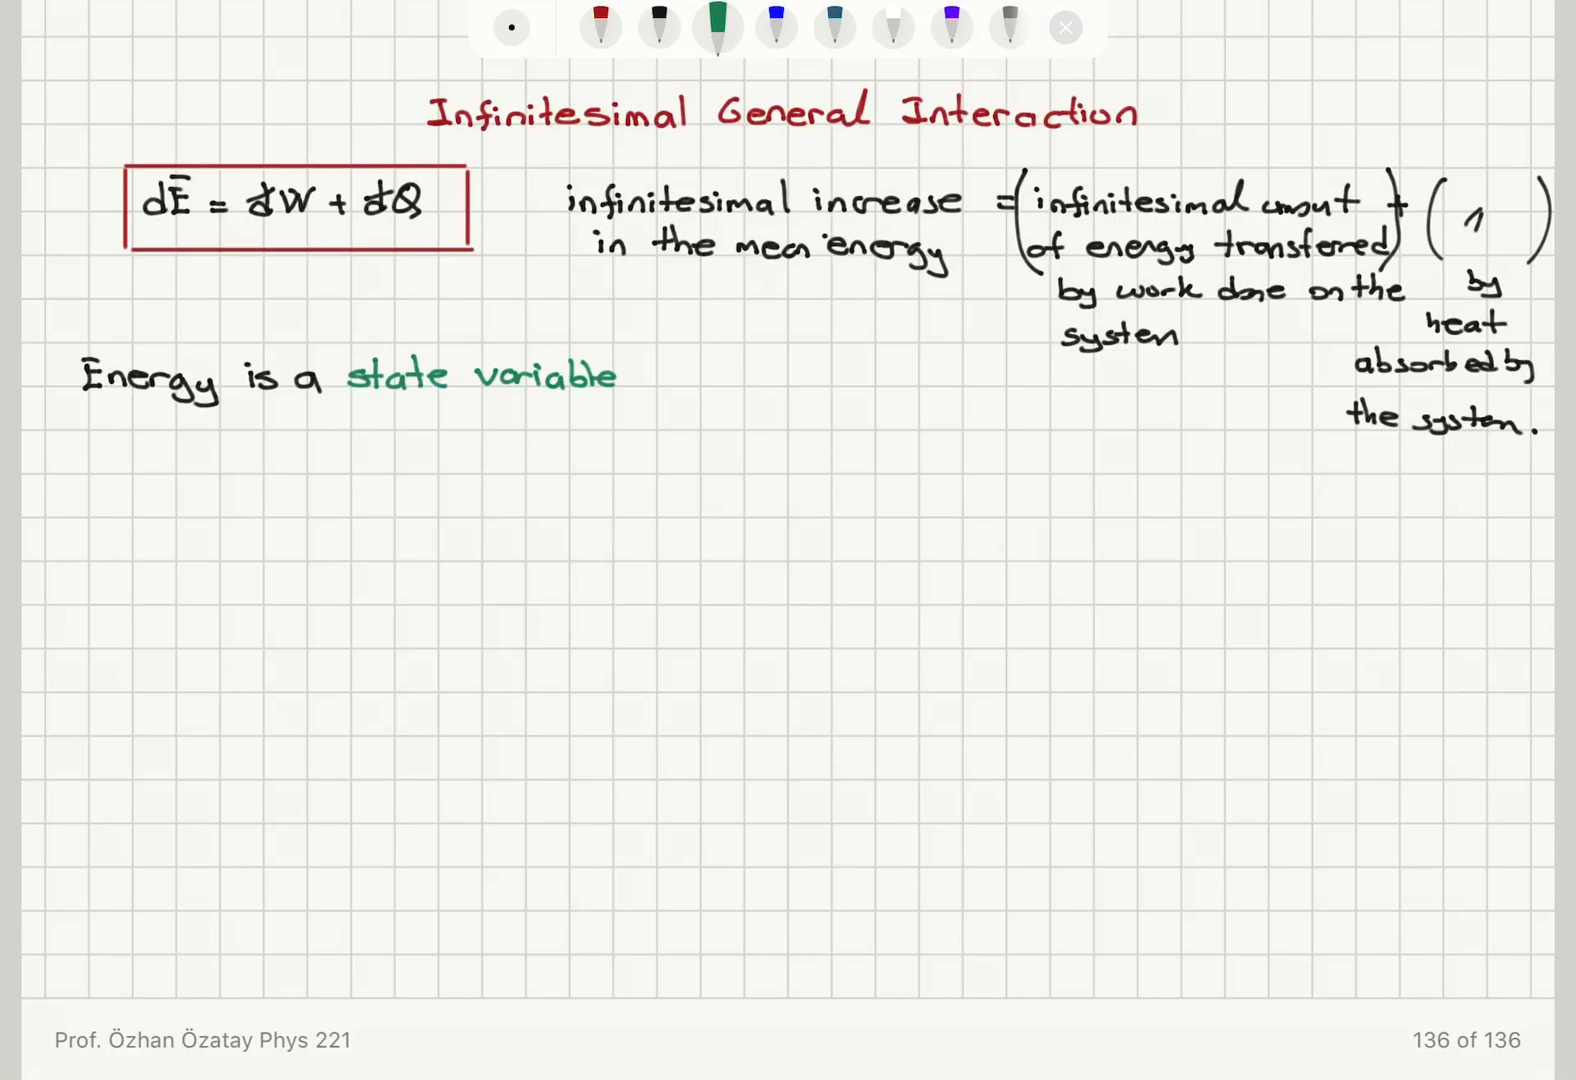 Infinitesimal General Interaction
dĒ = đW + đQ
infinitesimal increase = (infinitesimal amount + ( " )
in the mean energy of energy transferred)
by work done on the by
system heat
absorbed by
the system.
Energy is a state variable
Prof. Özhan Özatay Phys 221
136 of 136